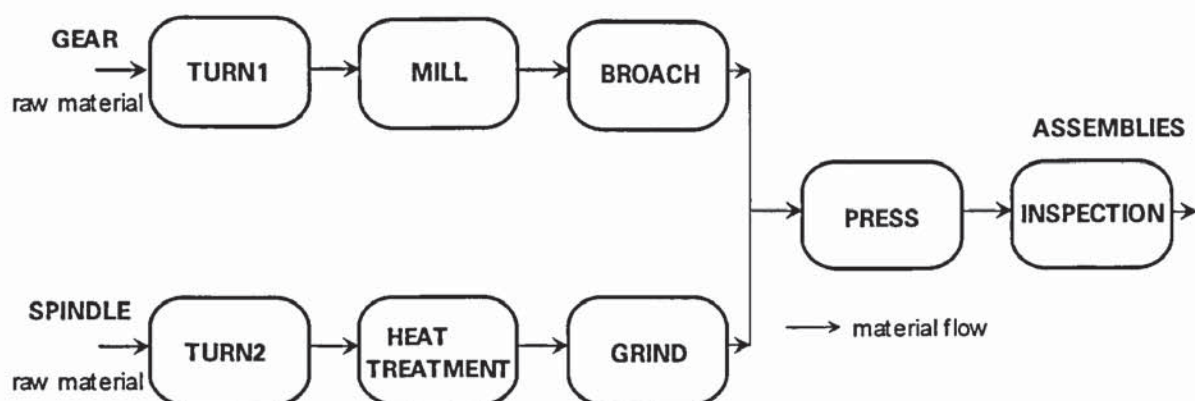 GEAR
raw material
TURN1
MILL
BROACH
ASSEMBLIES
PRESS
INSPECTION
SPINDLE
raw material
TURN2
HEAT
TREATMENT
GRIND
material flow